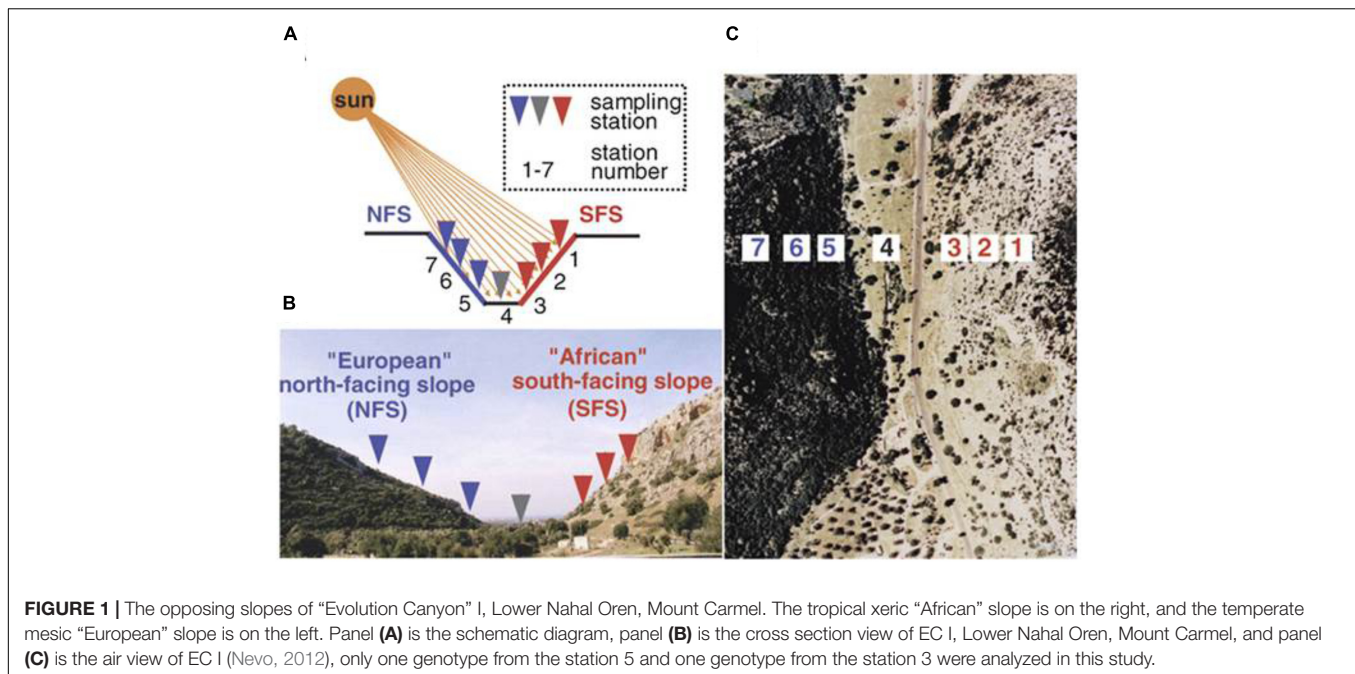 A
sun
sampling
station
1-7
station
number
NFS
SFS
7
6
5
4
3
2
1
B
"European"
north-facing slope
(NFS)
"African"
south-facing slope
(SFS)
C
7 6 5 4 3 2 1
FIGURE 1 | The opposing slopes of “Evolution Canyon” I, Lower Nahal Oren, Mount Carmel. The tropical xeric “African” slope is on the right, and the temperate
mesic “European” slope is on the left. Panel (A) is the schematic diagram, panel (B) is the cross section view of EC I, Lower Nahal Oren, Mount Carmel, and panel
(C) is the air view of EC I (Nevo, 2012), only one genotype from the station 5 and one genotype from the station 3 were analyzed in this study.